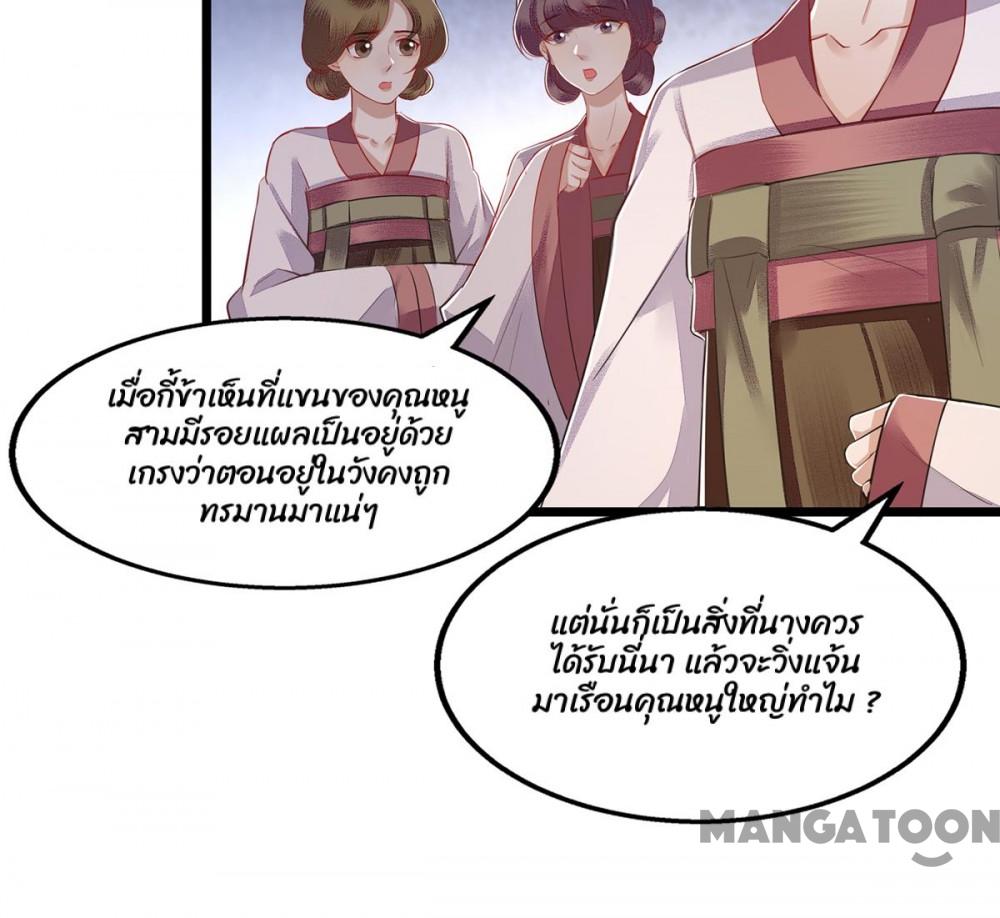 เมื่อกี้ข้าเห็นที่แขนของคุณหนู
สามมีรอยแผลเป็นอยู่ด้วย
เกรงว่าตอนอยู่ในวังคงถูก
ทรมานมาแน่ๆ
แต่นั่นก็เป็นสิ่งที่นางควร
ได้รับนี่นา แล้วจะวิ่งแจ้น
มาเรือนคุณหนูใหญ่ทำไม ?
MANGATOON